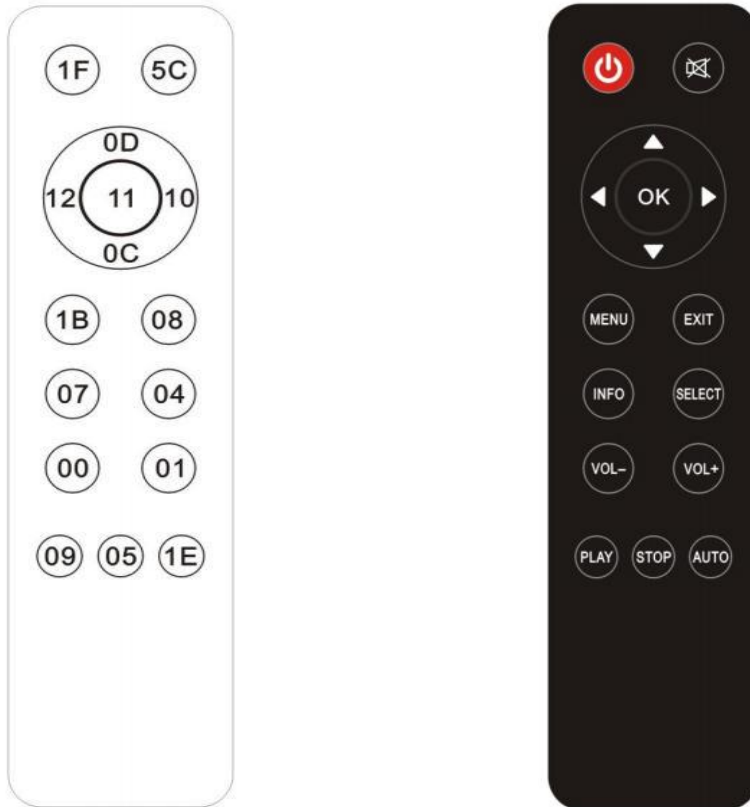 1F 5C
0D
12 11 10
0C
1B 08
07 04
00 01
09 05 1E
OK
MENU EXIT
INFO SELECT
VOL– VOL+
PLAY STOP AUTO